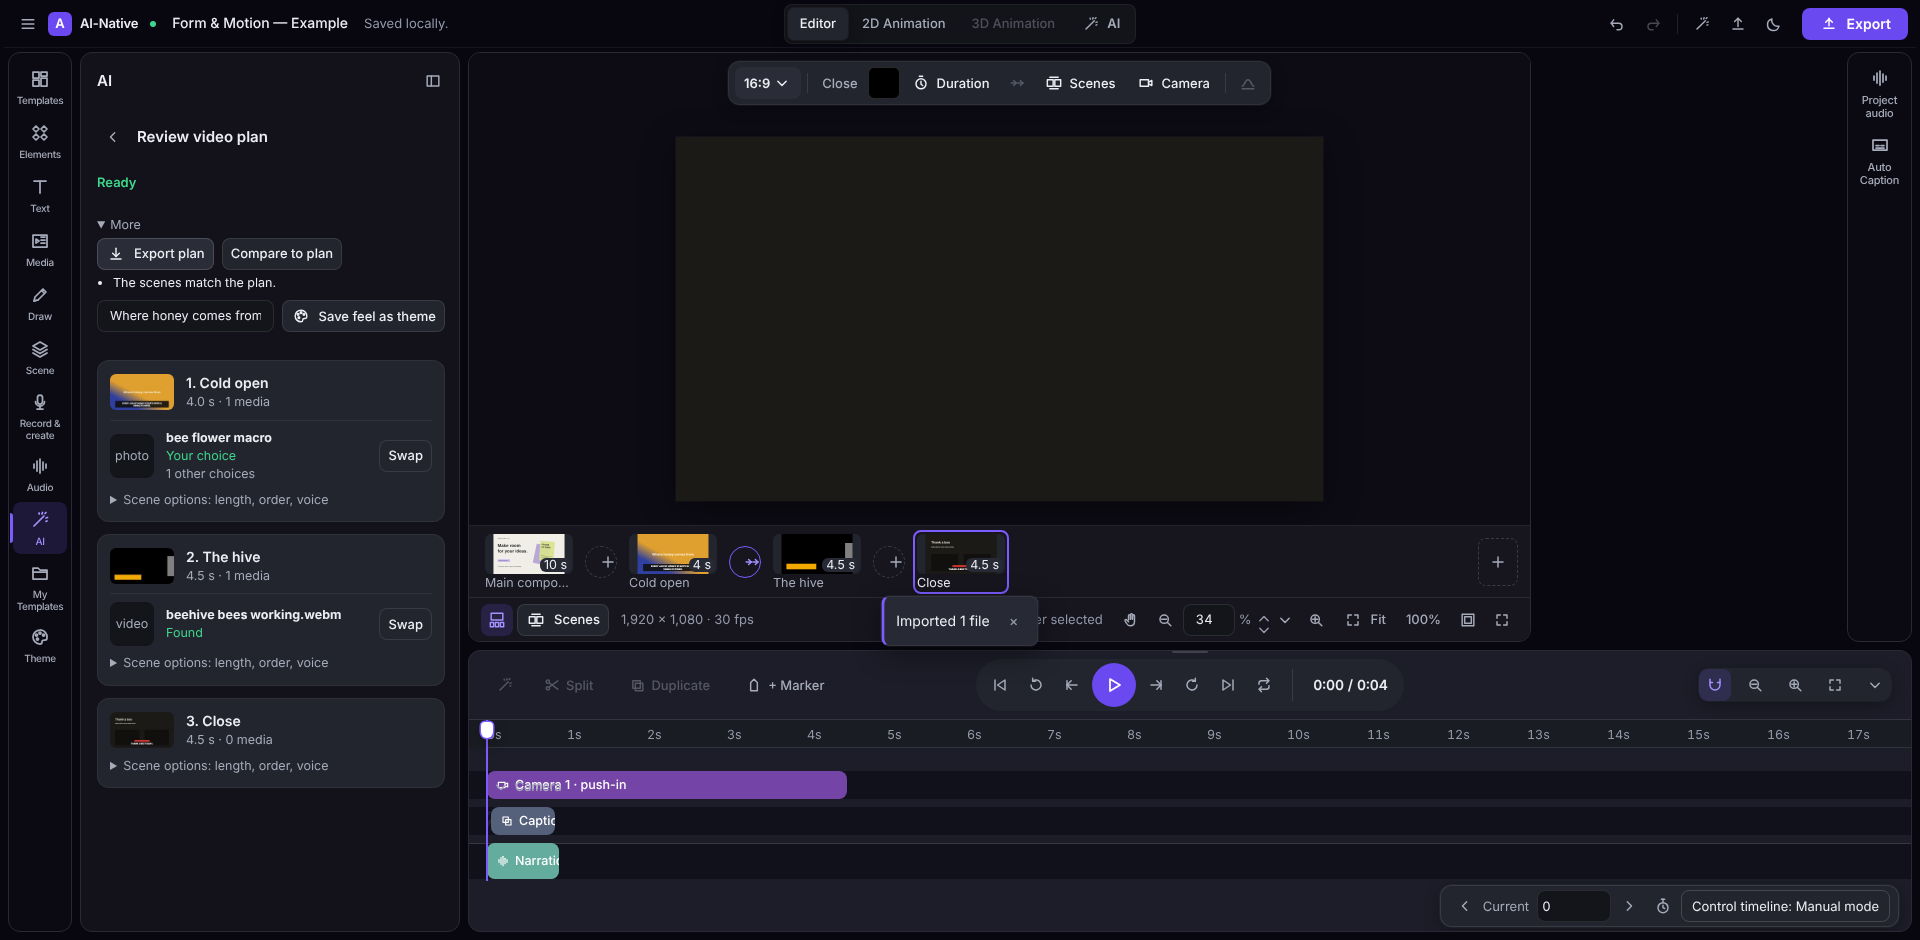 A AI-Native Form & Motion — Example Saved locally.
Editor 2D Animation 3D Animation AI
Export
Templates
Elements
Text
Media
Draw
Scene
Record & create
Audio
AI
My Templates
Theme
AI
Review video plan
Ready
More
Export plan Compare to plan
The scenes match the plan.
Where honey comes from Save feel as theme
1. Cold open
4.0 s · 1 media
photo
bee flower macro
Your choice
1 other choices
Swap
Scene options: length, order, voice
2. The hive
4.5 s · 1 media
video
beehive bees working.webm
Found
Swap
Scene options: length, order, voice
3. Close
4.5 s · 0 media
Scene options: length, order, voice
16:9 Close Duration Scenes Camera
Project audio
Auto Caption
Make room
for your ideas.
10 s
Main compo...
4 s
Cold open
4.5 s
The hive
4.5 s
Close
Scenes 1,920 × 1,080 · 30 fps
Imported 1 file ×
er selected 34 % Fit 100%
Split Duplicate + Marker
0:00 / 0:04
s 1s 2s 3s 4s 5s 6s 7s 8s 9s 10s 11s 12s 13s 14s 15s 16s 17s
Camera 1 · push-in
Captic
Narratic
Current 0 Control timeline: Manual mode